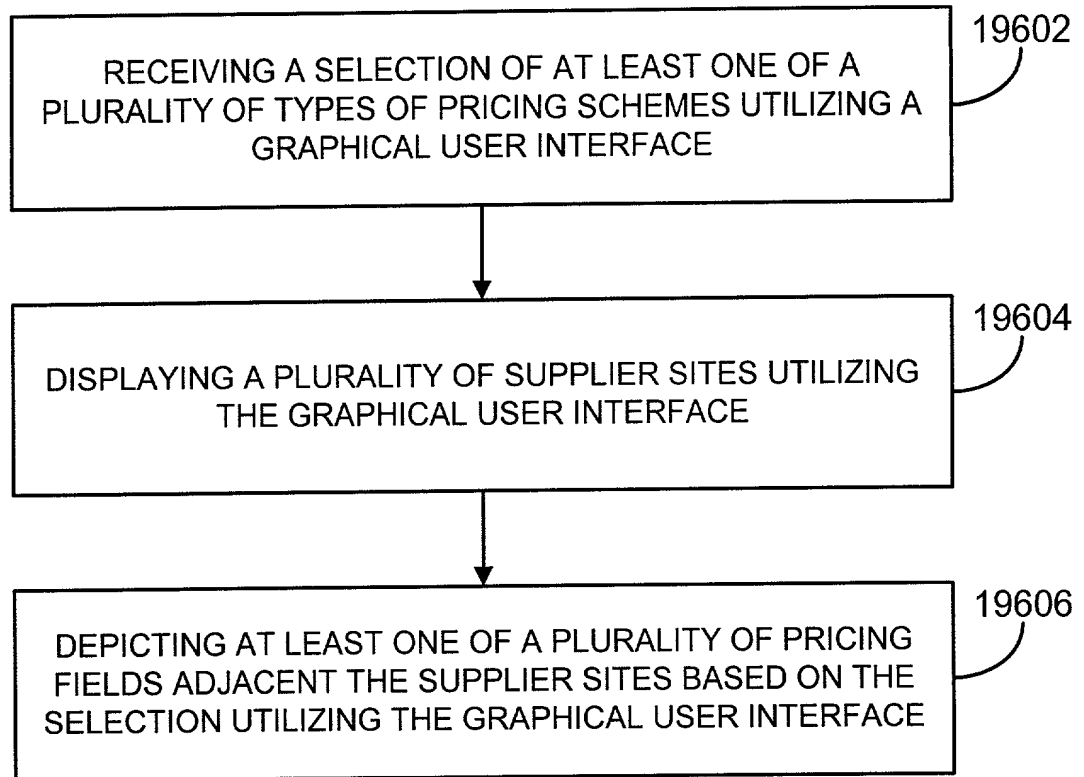 19602
RECEIVING A SELECTION OF AT LEAST ONE OF A
PLURALITY OF TYPES OF PRICING SCHEMES UTILIZING A
GRAPHICAL USER INTERFACE
19604
DISPLAYING A PLURALITY OF SUPPLIER SITES UTILIZING
THE GRAPHICAL USER INTERFACE
19606
DEPICTING AT LEAST ONE OF A PLURALITY OF PRICING
FIELDS ADJACENT THE SUPPLIER SITES BASED ON THE
SELECTION UTILIZING THE GRAPHICAL USER INTERFACE